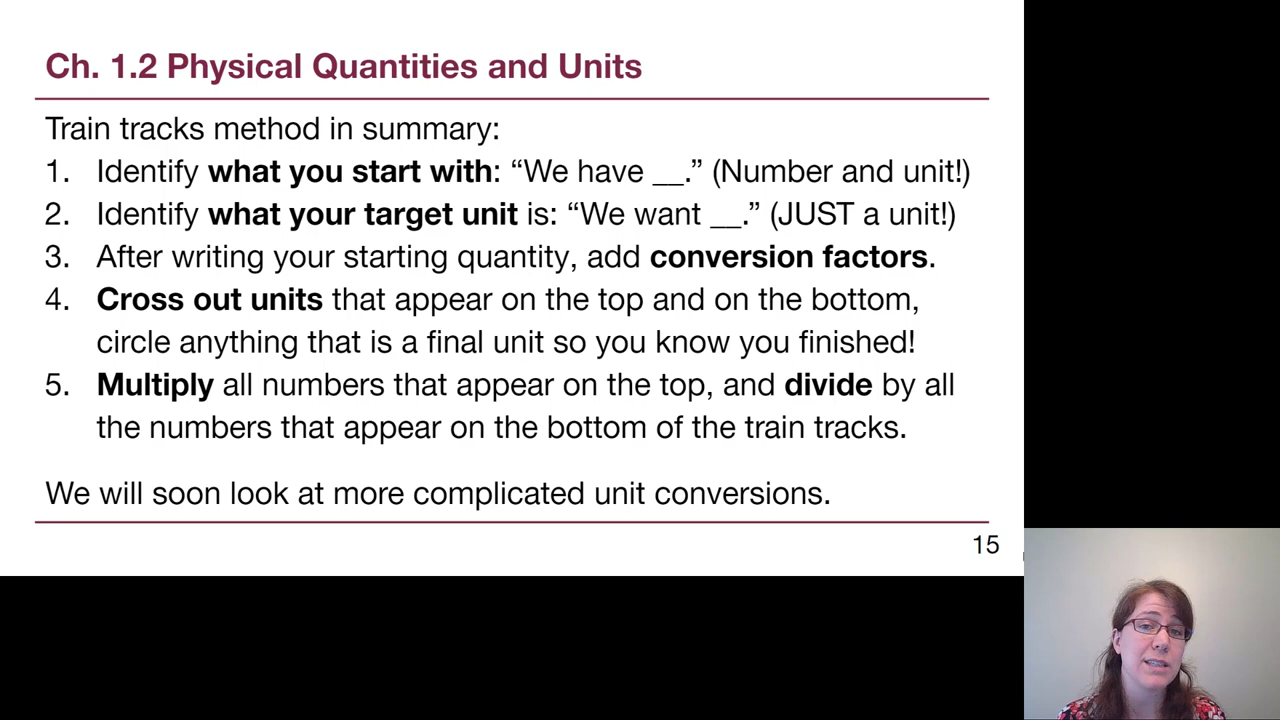 Ch. 1.2 Physical Quantities and Units
Train tracks method in summary:
1. Identify what you start with: “We have __.” (Number and unit!)
2. Identify what your target unit is: “We want __.” (JUST a unit!)
3. After writing your starting quantity, add conversion factors.
4. Cross out units that appear on the top and on the bottom,
circle anything that is a final unit so you know you finished!
5. Multiply all numbers that appear on the top, and divide by all
the numbers that appear on the bottom of the train tracks.
We will soon look at more complicated unit conversions.
15